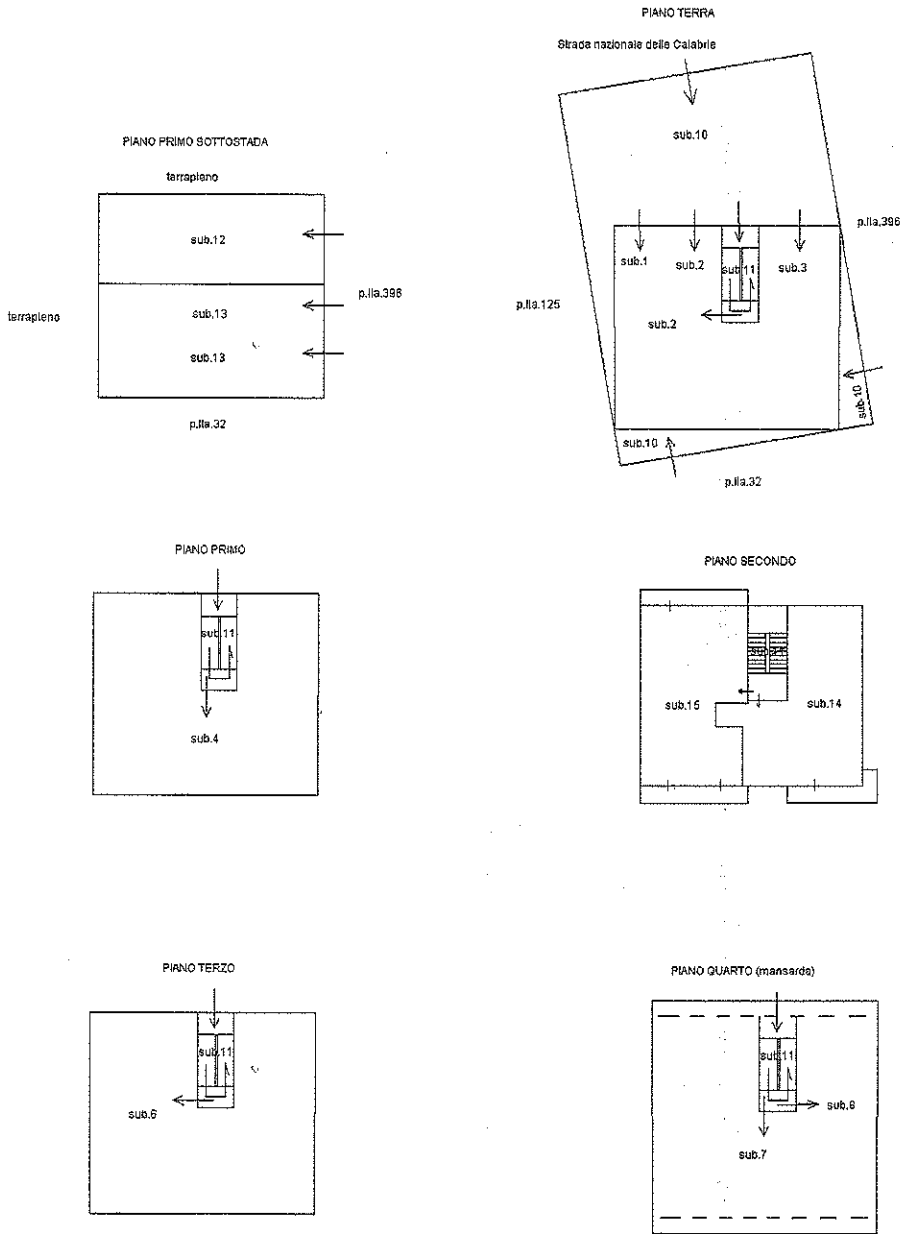 PIANO TERRA
Strada nazionale delle Calabrie
sub.10
PIANO PRIMO SOTTOSTADA
terrapieno
sub.12
p.lla.396
terrapieno
sub.13
sub.13
p.lla.32
p.lla.396
sub.1
sub.2
sub.11
sub.3
p.lla.125
sub.2
sub.10
sub.10
p.lla.32
PIANO PRIMO
sub.11
sub.4
PIANO SECONDO
sub.15
sub.14
PIANO TERZO
sub.11
sub.6
PIANO QUARTO (mansarda)
sub.11
sub.8
sub.7